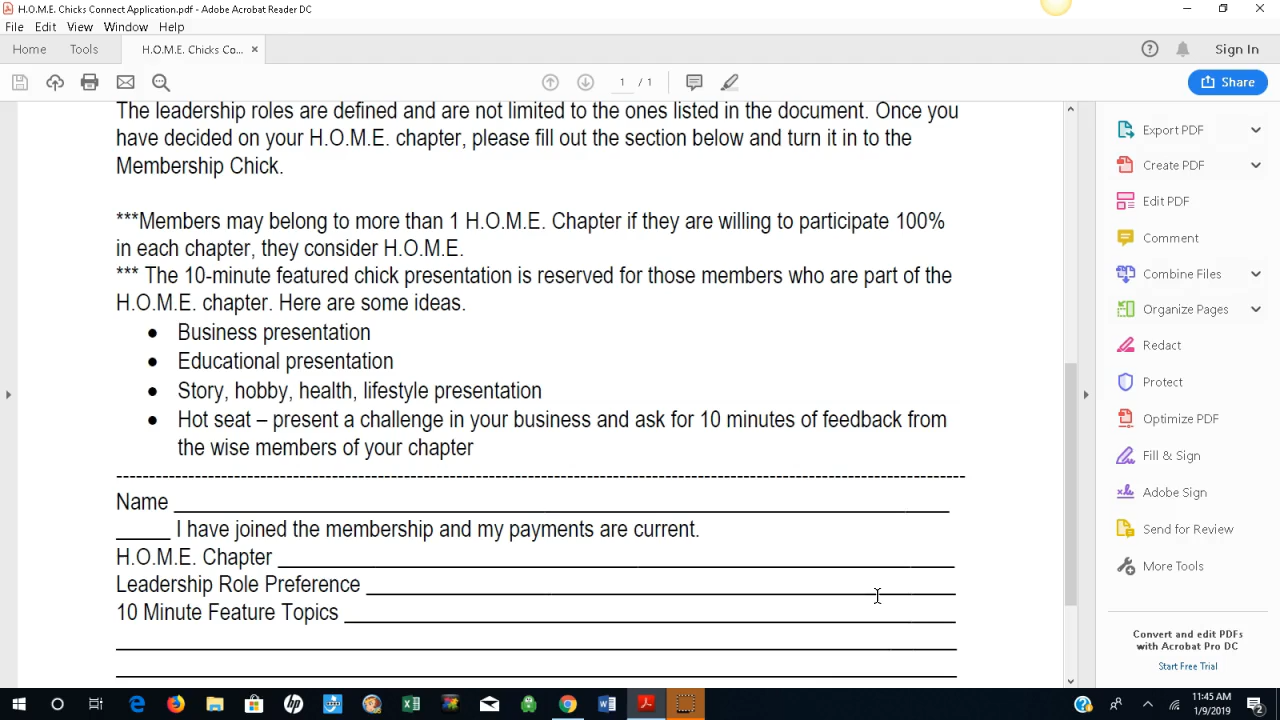 H.O.M.E. Chicks Connect Application.pdf - Adobe Acrobat Reader DC
File Edit View Window Help
Home Tools H.O.M.E. Chicks Co... × Sign In
1 / 1 Share
The leadership roles are defined and are not limited to the ones listed in the document. Once you
have decided on your H.O.M.E. chapter, please fill out the section below and turn it in to the
Membership Chick.
***Members may belong to more than 1 H.O.M.E. Chapter if they are willing to participate 100%
in each chapter, they consider H.O.M.E.
*** The 10-minute featured chick presentation is reserved for those members who are part of the
H.O.M.E. chapter. Here are some ideas.
• Business presentation
• Educational presentation
• Story, hobby, health, lifestyle presentation
• Hot seat – present a challenge in your business and ask for 10 minutes of feedback from
the wise members of your chapter
Name
I have joined the membership and my payments are current.
H.O.M.E. Chapter
Leadership Role Preference
10 Minute Feature Topics
Export PDF
Create PDF
Edit PDF
Comment
Combine Files
Organize Pages
Redact
Protect
Optimize PDF
Fill & Sign
Adobe Sign
Send for Review
More Tools
Convert and edit PDFs
with Acrobat Pro DC
Start Free Trial
11:45 AM
1/9/2019
2